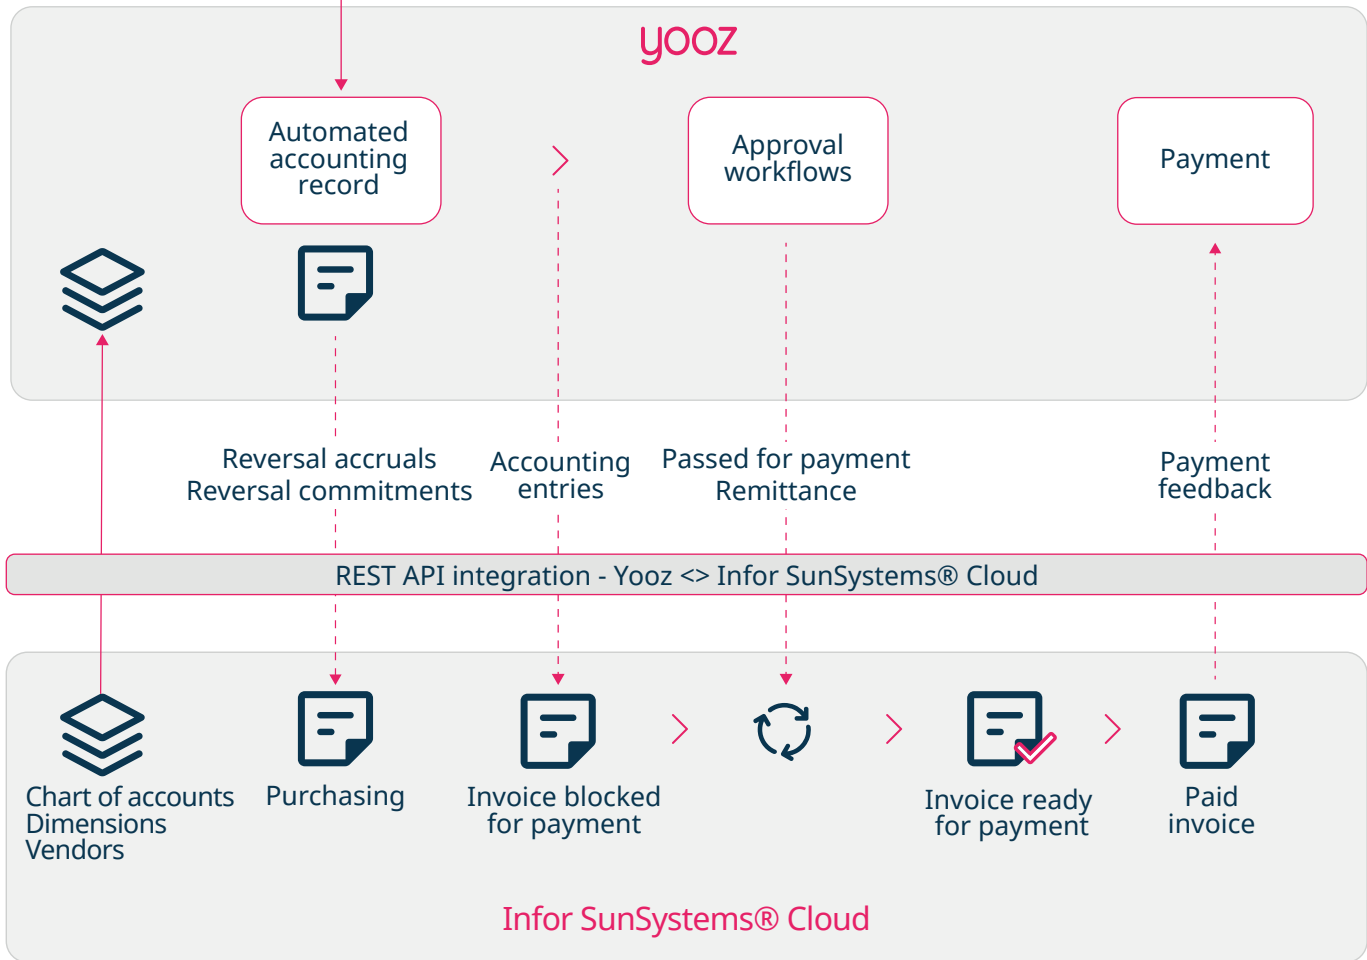 yooz
Automated
accounting
record
Approval
workflows
Payment
Reversal accruals
Reversal commitments
Accounting
entries
Passed for payment
Remittance
Payment
feedback
REST API integration - Yooz <> Infor SunSystems® Cloud
Chart of accounts
Dimensions
Vendors
Purchasing
Invoice blocked
for payment
Invoice ready
for payment
Paid
invoice
Infor SunSystems® Cloud